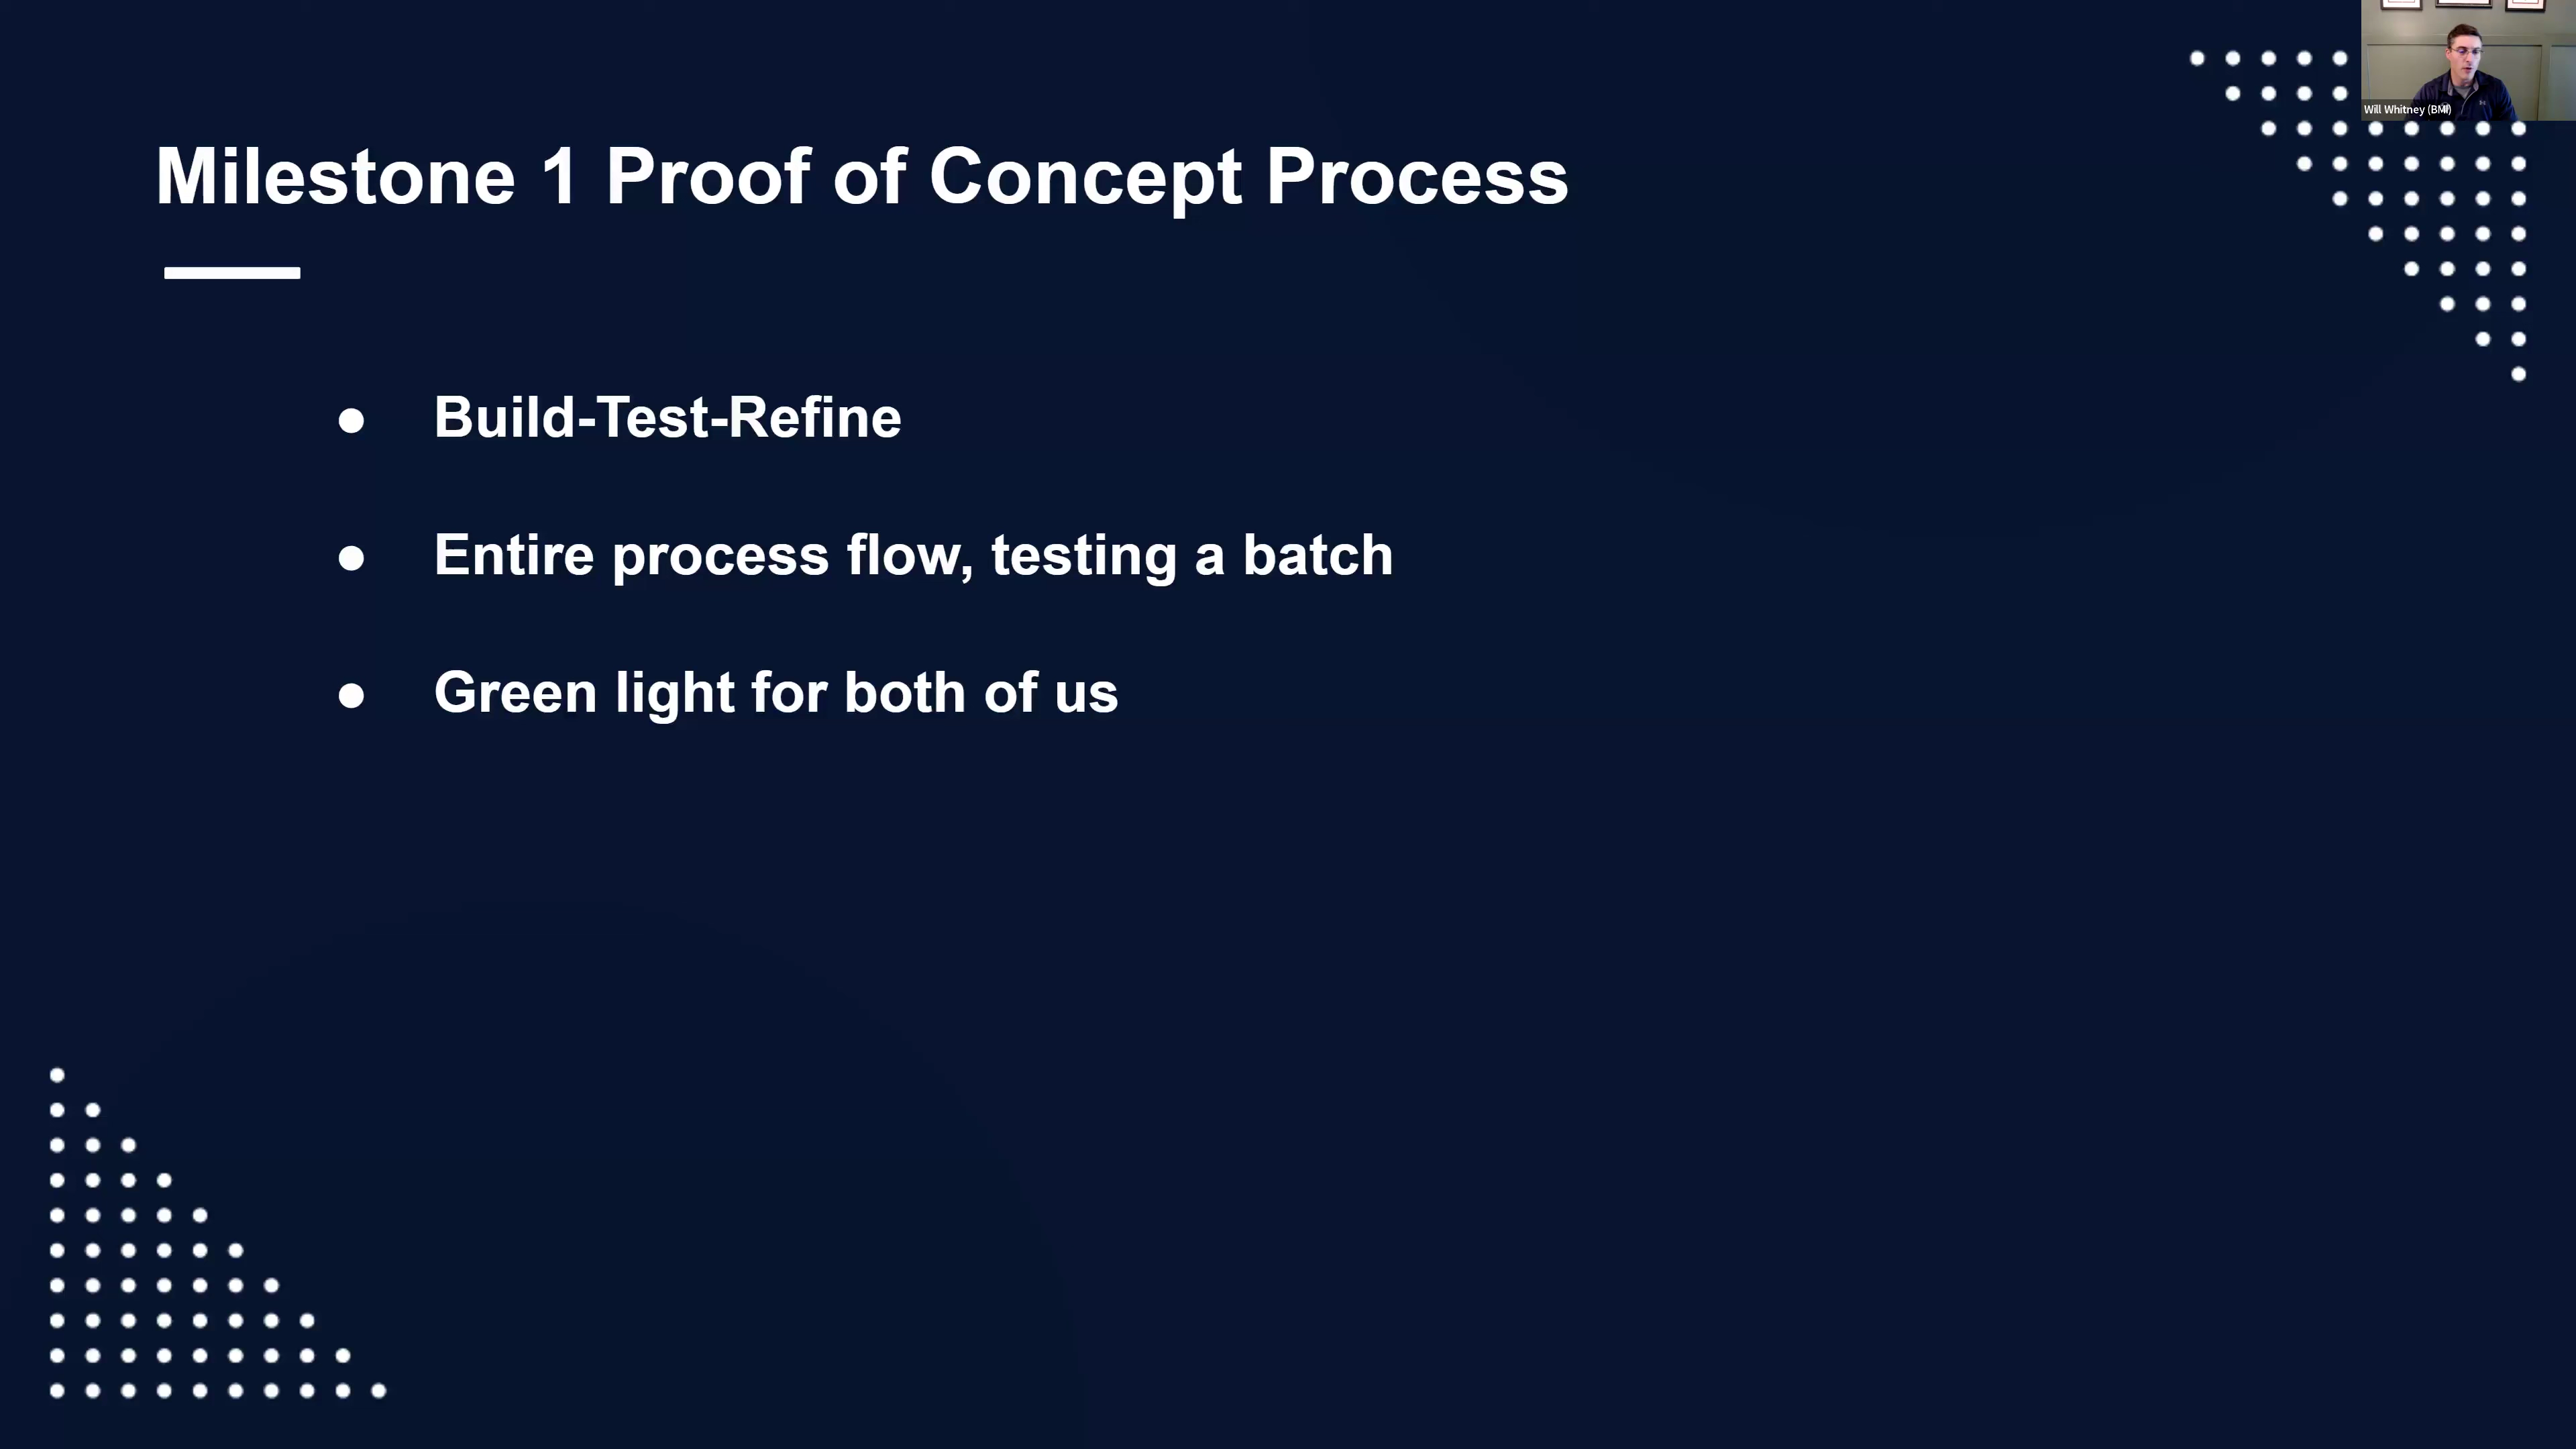 Milestone 1 Proof of Concept Process
● Build-Test-Refine
● Entire process flow, testing a batch
● Green light for both of us
Will Whitney (BMI)